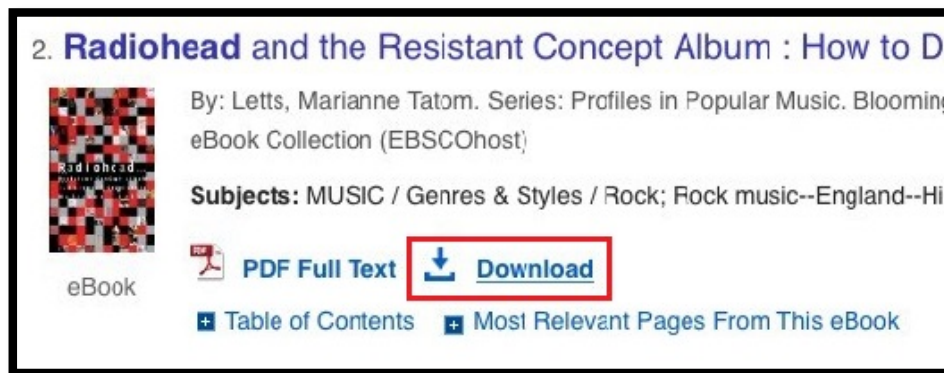 2. Radiohead and the Resistant Concept Album : How to D
By: Letts, Marianne Tatom. Series: Profiles in Popular Music. Blooming
eBook Collection (EBSCOhost)
Subjects: MUSIC / Genres & Styles / Rock; Rock music--England--Hi
Radiohead
eBook
PDF Full Text Download
Table of Contents Most Relevant Pages From This eBook